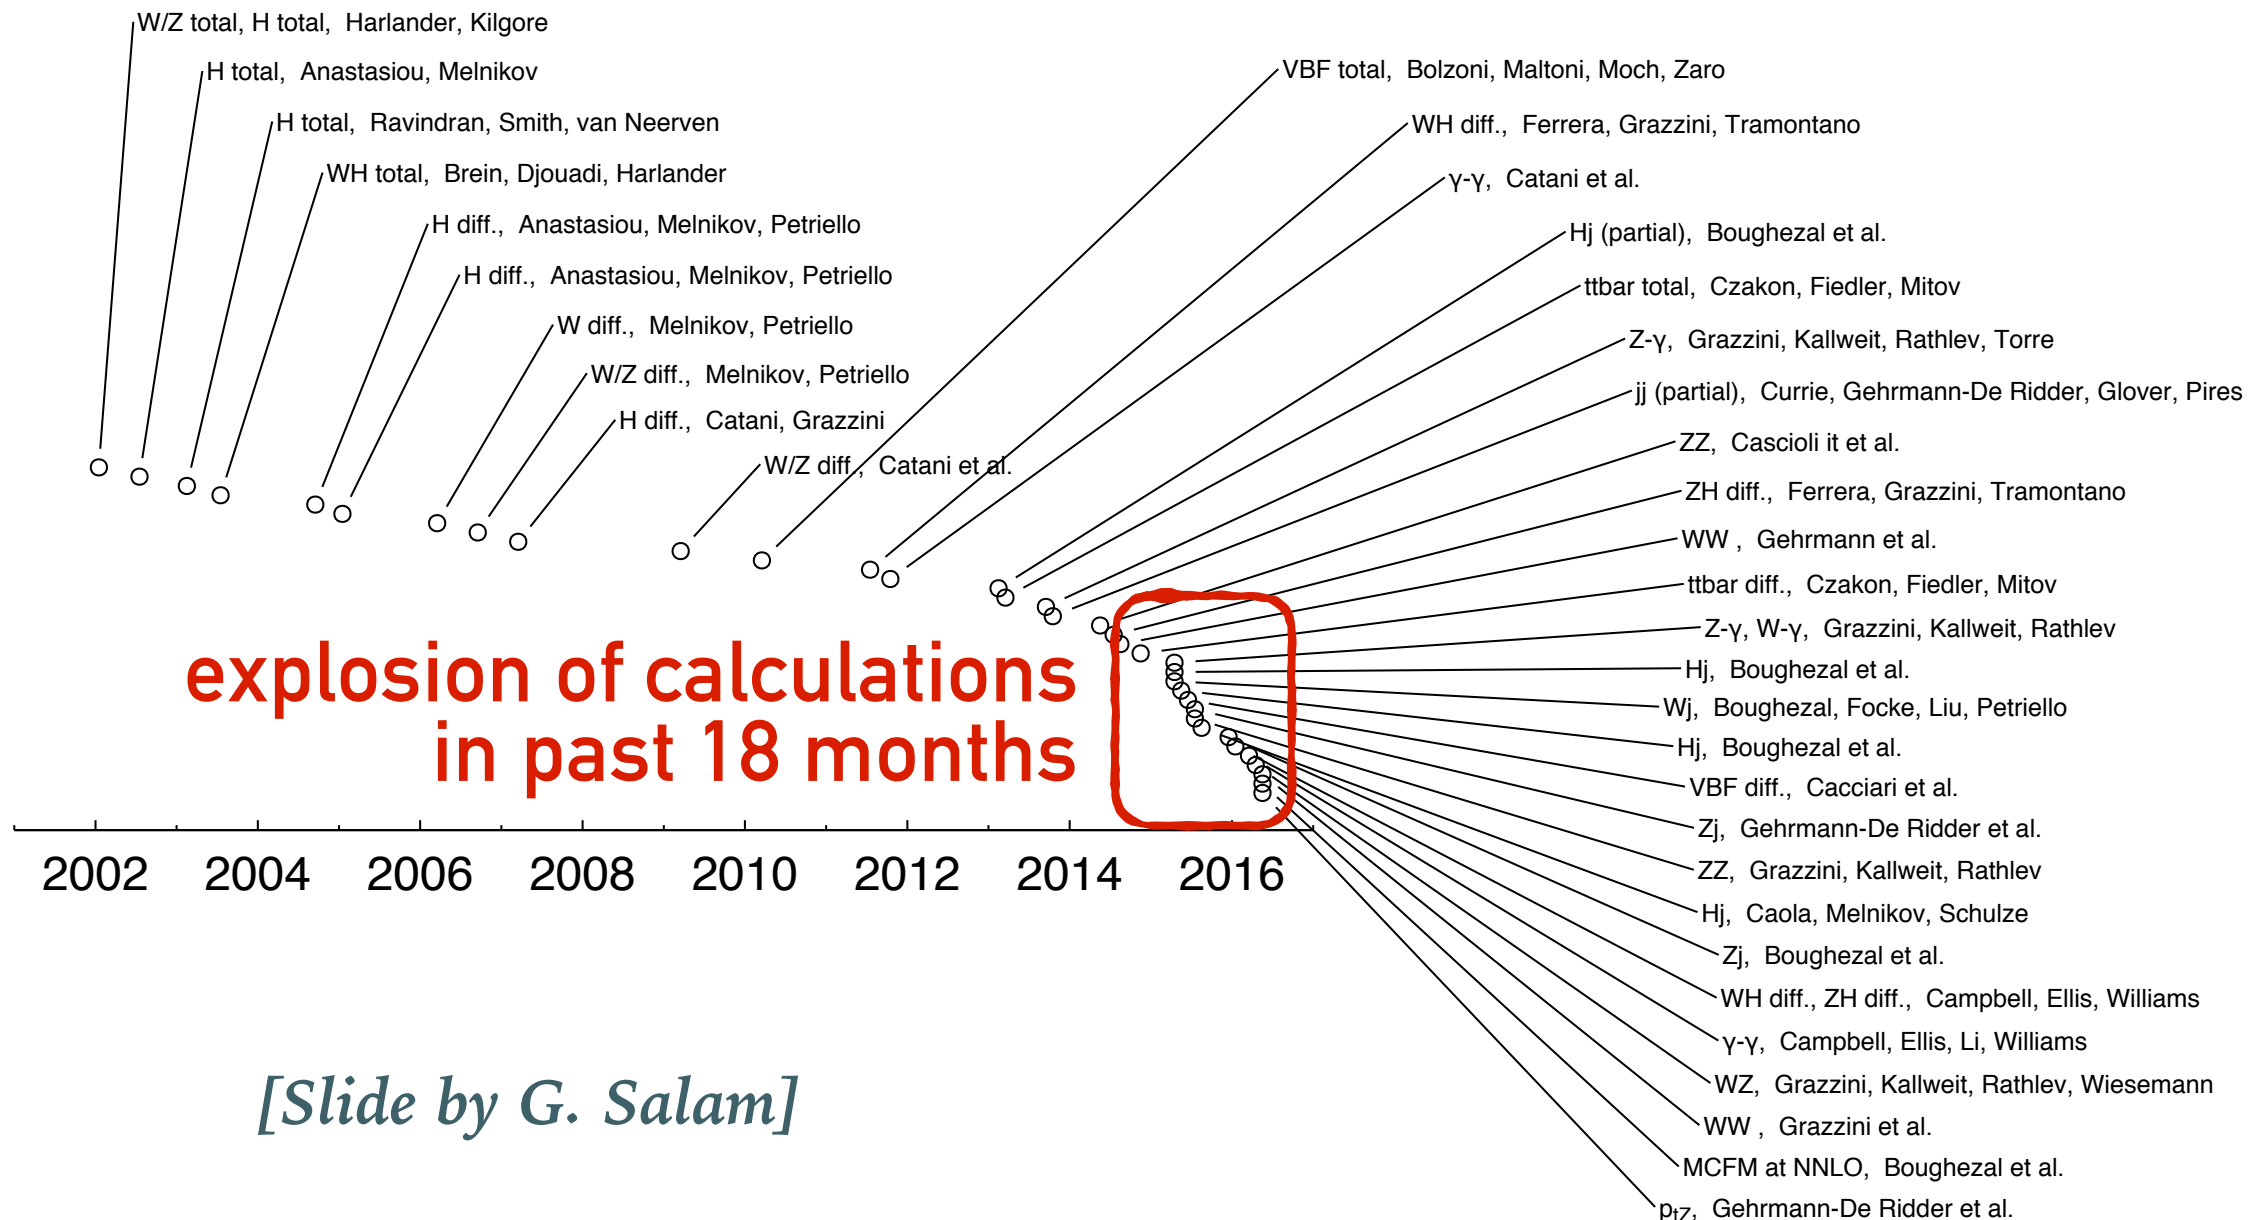 W/Z total, H total, Harlander, Kilgore
H total, Anastasiou, Melnikov
H total, Ravindran, Smith, van Neerven
WH total, Brein, Djouadi, Harlander
H diff., Anastasiou, Melnikov, Petriello
H diff., Anastasiou, Melnikov, Petriello
W diff., Melnikov, Petriello
W/Z diff., Melnikov, Petriello
H diff., Catani, Grazzini
W/Z diff., Catani et al.
VBF total, Bolzoni, Maltoni, Moch, Zaro
WH diff., Ferrera, Grazzini, Tramontano
γ-γ, Catani et al.
Hj (partial), Boughezal et al.
ttbar total, Czakon, Fiedler, Mitov
Z-γ, Grazzini, Kallweit, Rathlev, Torre
jj (partial), Currie, Gehrmann-De Ridder, Glover, Pires
ZZ, Cascioli it et al.
ZH diff., Ferrera, Grazzini, Tramontano
WW , Gehrmann et al.
ttbar diff., Czakon, Fiedler, Mitov
Z-γ, W-γ, Grazzini, Kallweit, Rathlev
Hj, Boughezal et al.
Wj, Boughezal, Focke, Liu, Petriello
Hj, Boughezal et al.
VBF diff., Cacciari et al.
Zj, Gehrmann-De Ridder et al.
ZZ, Grazzini, Kallweit, Rathlev
Hj, Caola, Melnikov, Schulze
Zj, Boughezal et al.
WH diff., ZH diff., Campbell, Ellis, Williams
γ-γ, Campbell, Ellis, Li, Williams
WZ, Grazzini, Kallweit, Rathlev, Wiesemann
WW , Grazzini et al.
MCFM at NNLO, Boughezal et al.
ptZ, Gehrmann-De Ridder et al.
explosion of calculations
in past 18 months
2002 2004 2006 2008 2010 2012 2014 2016
[Slide by G. Salam]